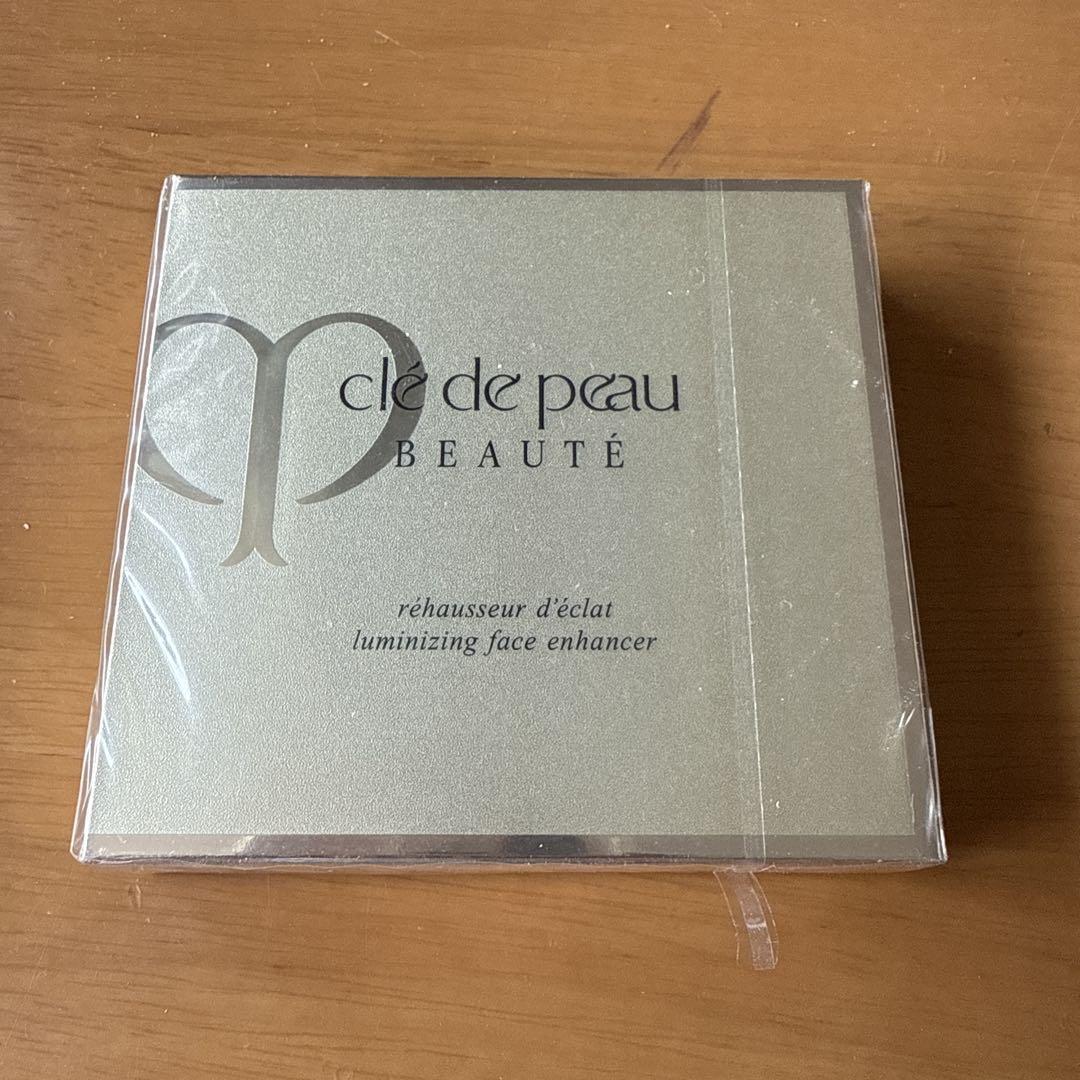 clé de peau
BEAUTÉ
réhausseur d'éclat
luminizing face enhancer